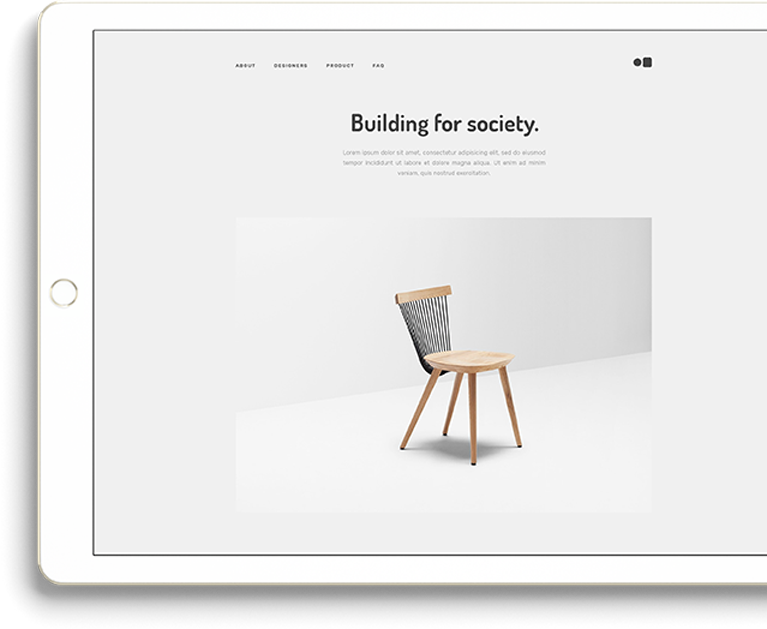 ABOUT DESIGNERS PRODUCT FAQ
Building for society.
Lorem ipsum dolor sit amet, consectetur adipisicing elit, sed do eiusmod
tempor incididunt ut labore et dolore magna aliqua. Ut enim ad minim
veniam, quis nostrud exercitation.